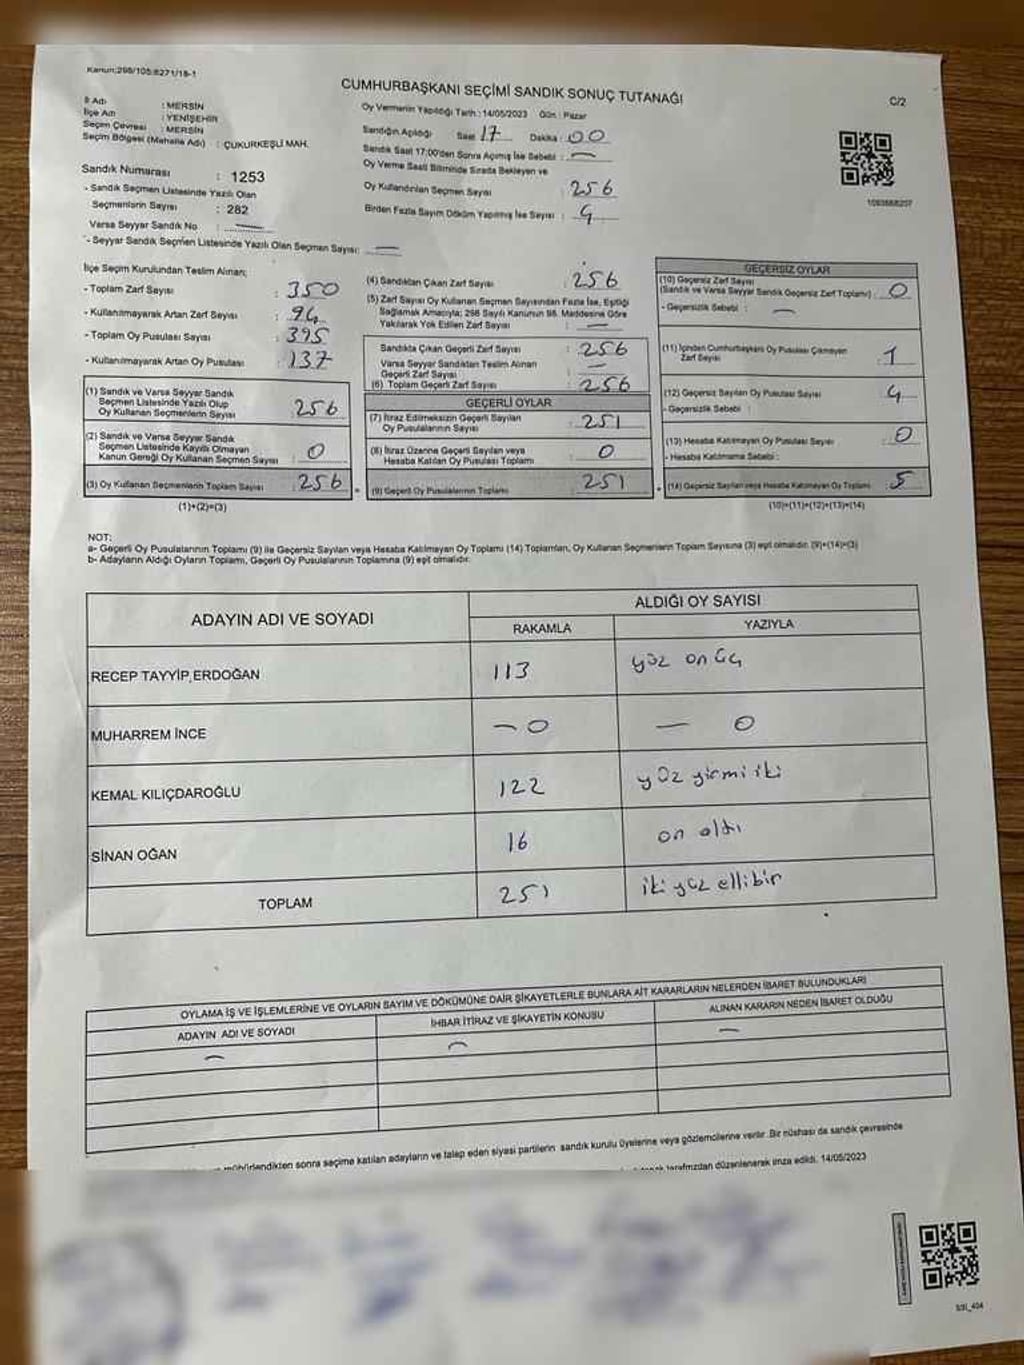 Kanun:298/105:6271/18-1
CUMHURBAŞKANI SEÇİMİ SANDIK SONUÇ TUTANAĞI
C/2
İl Adı : MERSİN
İlçe Adı : YENİŞEHİR
Seçim Çevresi : MERSİN
Seçim Bölgesi (Mahalle Adı) : ÇUKURKEŞLİ MAH.
Sandık Numarası : 1253
- Sandık Seçmen Listesinde Yazılı Olan
Seçmenlerin Sayısı : 282
Varsa Seyyar Sandık No :
- Seyyar Sandık Seçmen Listesinde Yazılı Olan Seçmen Sayısı: —
Oy Vermenin Yapıldığı Tarih : 14/05/2023 Gün : Pazar
Sandığın Açıldığı Saat 17 Dakika : 00
Sandık Saat 17:00'den Sonra Açılmış İse Sebebi : —
Oy Verme Saati Bitiminde Sırada Bekleyen ve
Oy Kullandırılan Seçmen Sayısı : 256
Birden Fazla Sayım Döküm Yapılmış İse Sayısı :
1093668207
İlçe Seçim Kurulundan Teslim Alınan;
- Toplam Zarf Sayısı : 350
- Kullanılmayarak Artan Zarf Sayısı : 94
- Toplam Oy Pusulası Sayısı : 395
- Kullanılmayarak Artan Oy Pusulası : 137
(1) Sandık ve Varsa Seyyar Sandık
Seçmen Listesinde Yazılı Olup
Oy Kullanan Seçmenlerin Sayısı 256
(2) Sandık ve Varsa Seyyar Sandık
Seçmen Listesinde Kayıtlı Olmayan
Kanun Gereği Oy Kullanan Seçmen Sayısı 0
(3) Oy Kullanan Seçmenlerin Toplam Sayısı : 256
(1)+(2)=(3)
(4) Sandıktan Çıkan Zarf Sayısı : 256
(5) Zarf Sayısı Oy Kullanan Seçmen Sayısından Fazla İse, Eşitliği
Sağlamak Amacıyla; 298 Sayılı Kanunun 98. Maddesine Göre
Yakılarak Yok Edilen Zarf Sayısı : —
Sandıkta Çıkan Geçerli Zarf Sayısı : 256
Varsa Seyyar Sandıktan Teslim Alınan
Geçerli Zarf Sayısı : —
(6) Toplam Geçerli Zarf Sayısı : 256
GEÇERLİ OYLAR
(7) İtiraz Edilmeksizin Geçerli Sayılan
Oy Pusulalarının Sayısı : 251
(8) İtiraz Üzerine Geçerli Sayılan veya
Hesaba Katılan Oy Pusulası Toplamı : 0
(9) Geçerli Oy Pusulalarının Toplamı : 251
GEÇERSİZ OYLAR
(10) Geçersiz Zarf Sayısı
(Sandık ve Varsa Seyyar Sandık Geçersiz Zarf Toplamı) : 0
- Geçersizlik Sebebi : —
(11) İçinden Cumhurbaşkanı Oy Pusulası Çıkmayan
Zarf Sayısı : 1
(12) Geçersiz Sayılan Oy Pusulası Sayısı : 4
- Geçersizlik Sebebi :
(13) Hesaba Katılmayan Oy Pusulası Sayısı : 0
- Hesaba Katılmama Sebebi :
(14) Geçersiz Sayılan veya Hesaba Katılmayan Oy Toplamı : 5
(10)+(11)+(12)+(13)=(14)
NOT:
a- Geçerli Oy Pusulalarının Toplamı (9) ile Geçersiz Sayılan veya Hesaba Katılmayan Oy Toplamı (14) Toplamları, Oy Kullanan Seçmenlerin Toplam Sayısına (3) eşit olmalıdır. (9)+(14)=(3)
b- Adayların Aldığı Oyların Toplamı, Geçerli Oy Pusulalarının Toplamına (9) eşit olmalıdır.
ADAYIN ADI VE SOYADI
ALDIĞI OY SAYISI
RAKAMLA YAZIYLA
RECEP TAYYİP ERDOĞAN 113 yüz onüç
MUHARREM İNCE — 0 — 0
KEMAL KILIÇDAROĞLU 122 yüz yirmi iki
SİNAN OĞAN 16 on altı
TOPLAM 251 iki yüz ellibir
OYLAMA İŞ VE İŞLEMLERİNE VE OYLARIN SAYIM VE DÖKÜMÜNE DAİR ŞİKAYETLERLE BUNLARA AİT KARARLARIN NELERDEN İBARET BULUNDUKLARI
ADAYIN ADI VE SOYADI İHBAR İTİRAZ VE ŞİKAYETİN KONUSU ALINAN KARARIN NEDEN İBARET OLDUĞU
— — —
mühürlendikten sonra seçime katılan adayların ve talep eden siyasi partilerin sandık kurulu üyelerine veya gözlemcilerine verilir. Bir nüshası da sandık çevresinde
tarafımızdan düzenlenerek imza edildi. 14/05/2023